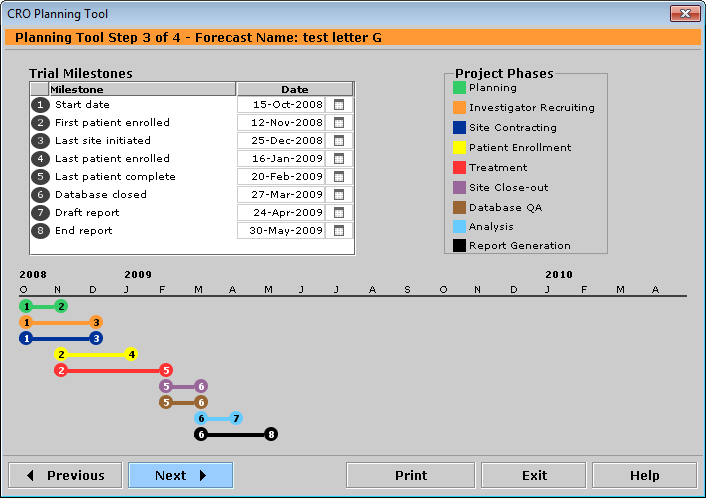 CRO Planning Tool
Planning Tool Step 3 of 4 - Forecast Name: test letter G
Trial Milestones
Milestone Date
1 Start date 15-Oct-2008
2 First patient enrolled 12-Nov-2008
3 Last site initiated 25-Dec-2008
4 Last patient enrolled 16-Jan-2009
5 Last patient complete 20-Feb-2009
6 Database closed 27-Mar-2009
7 Draft report 24-Apr-2009
8 End report 30-May-2009
Project Phases
Planning
Investigator Recruiting
Site Contracting
Patient Enrollment
Treatment
Site Close-out
Database QA
Analysis
Report Generation
2008 2009 2010
O N D J F M A M J J A S O N D J F M A
1 2
1 3
1 3
2 4
2 5
5 6
5 6
6 7
6 8
Previous Next Print Exit Help